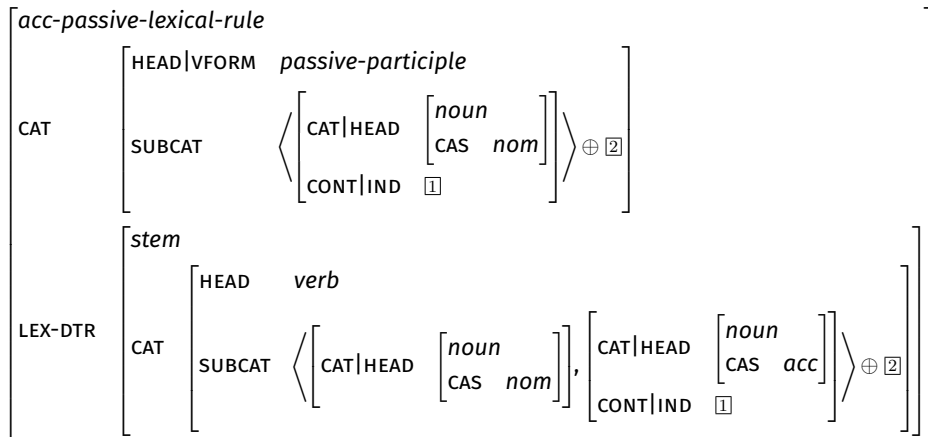 acc-passive-lexical-rule
HEAD|VFORM passive-participle
CAT SUBCAT ⟨[CAT|HEAD [noun
CAS nom]
CONT|IND 1]⟩ ⊕ 2
stem
HEAD verb
LEX-DTR CAT SUBCAT ⟨[CAT|HEAD [noun
CAS nom]], [CAT|HEAD [noun
CAS acc]
CONT|IND 1]⟩ ⊕ 2